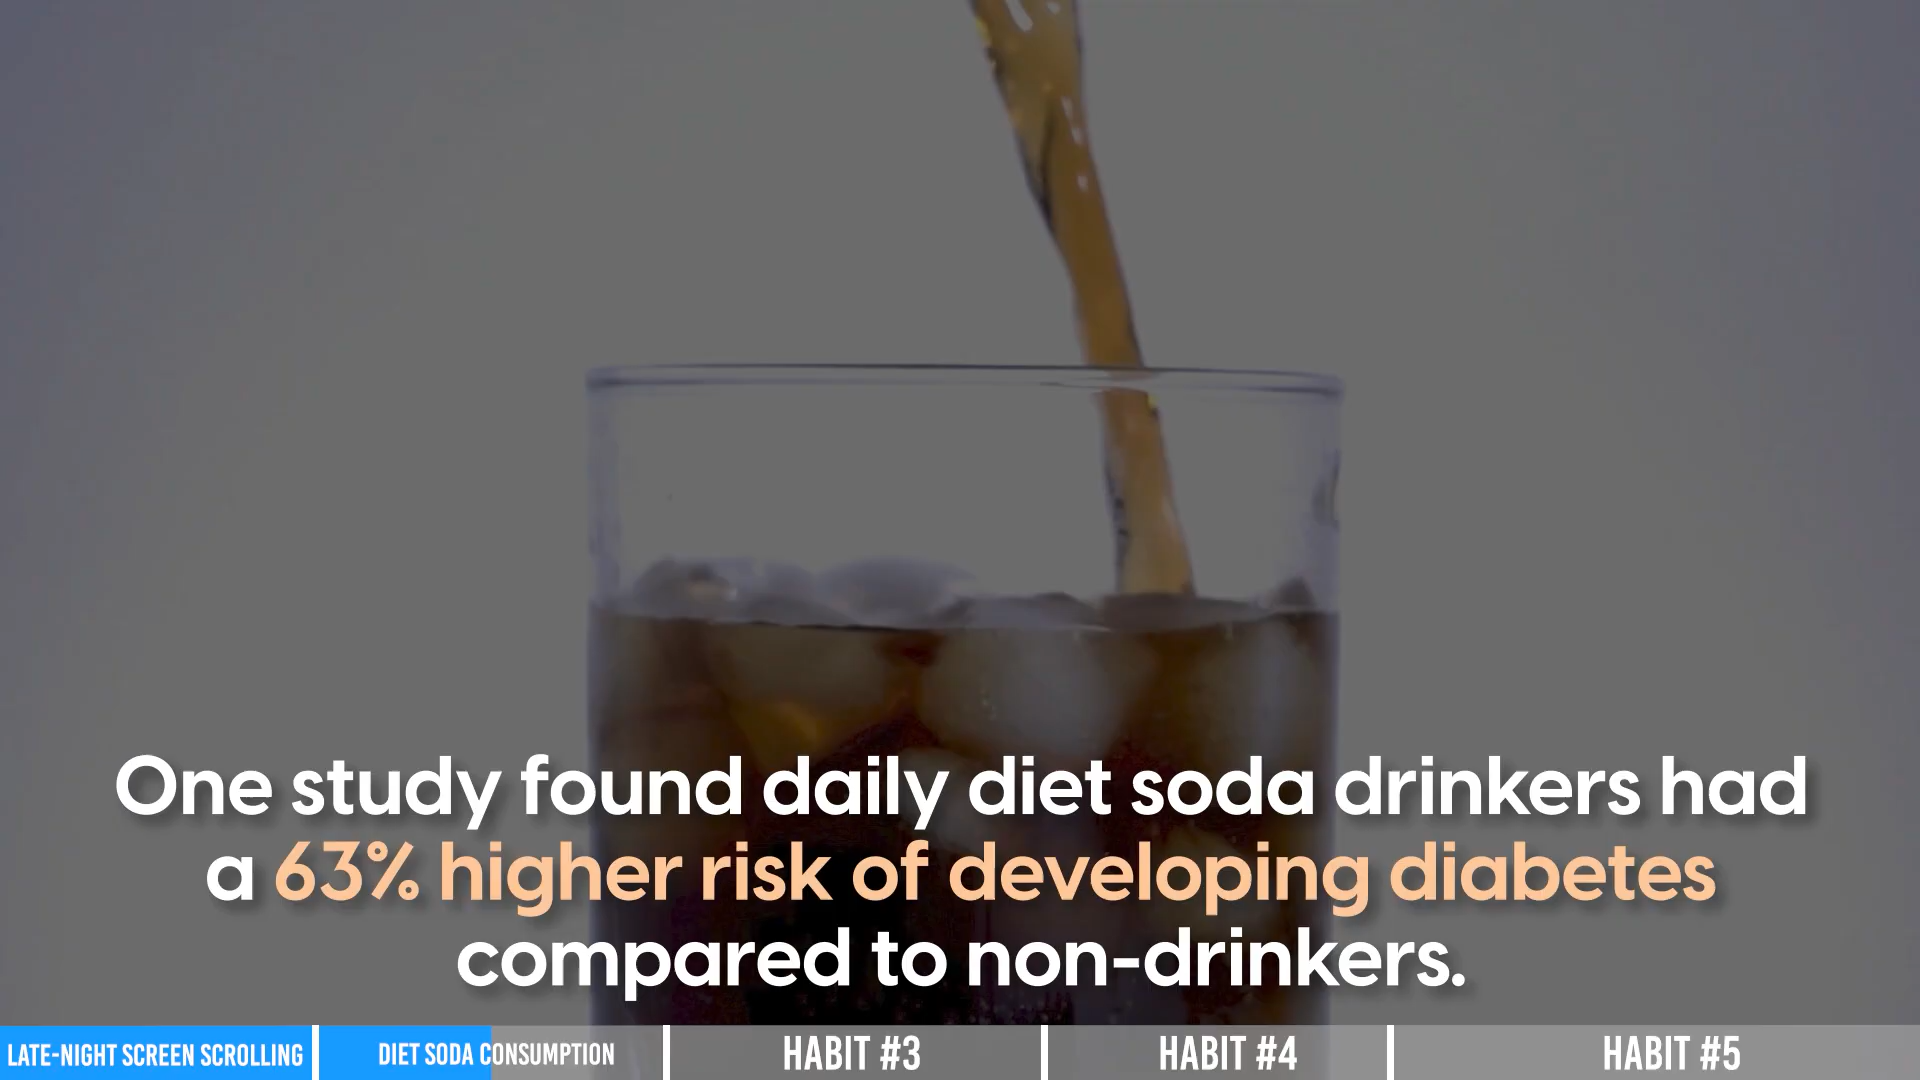 One study found daily diet soda drinkers had
a 63% higher risk of developing diabetes
compared to non-drinkers.
LATE-NIGHT SCREEN SCROLLING
DIET SODA CONSUMPTION
HABIT #3
HABIT #4
HABIT #5